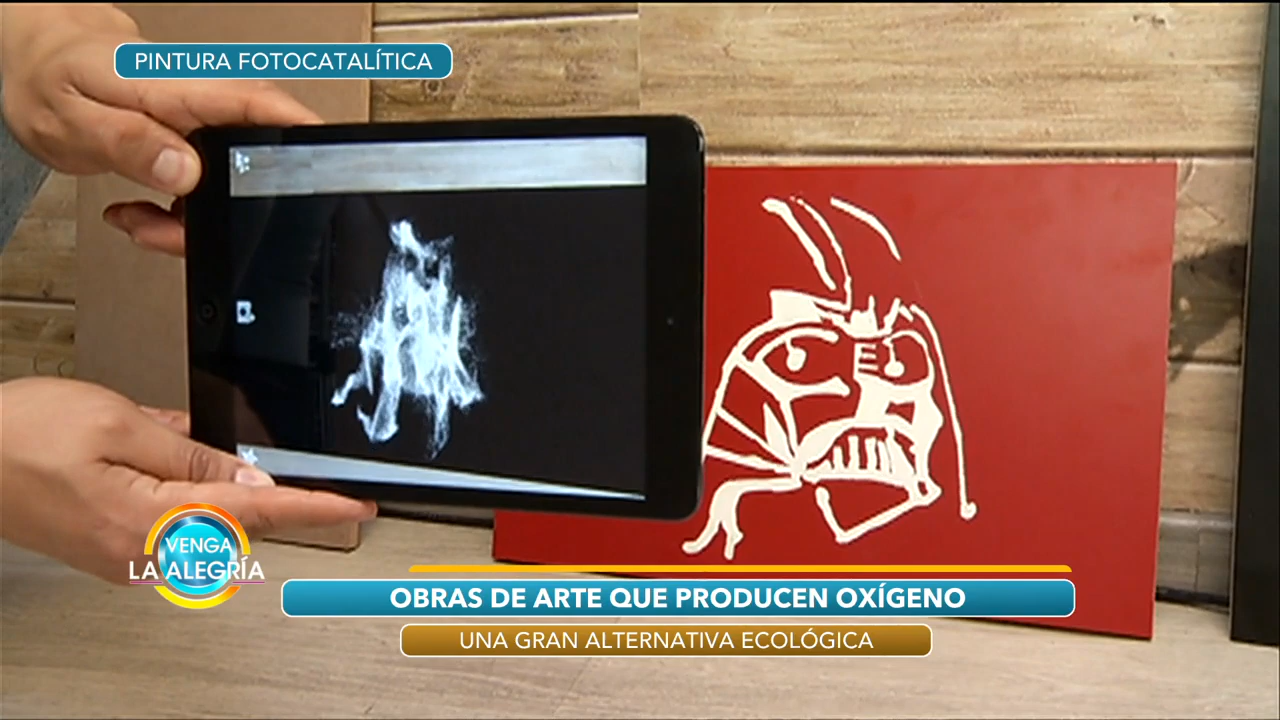 PINTURA FOTOCATALÍTICA
VENGA
LA ALEGRÍA
OBRAS DE ARTE QUE PRODUCEN OXÍGENO
UNA GRAN ALTERNATIVA ECOLÓGICA